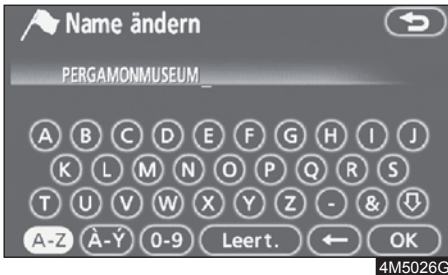 Name ändern
PERGAMONMUSEUM_
A B C D E F G H I J
K L M N O P Q R S
T U V W X Y Z - &
A-Z À-Ý 0-9 Leert. ← OK
4M5026G